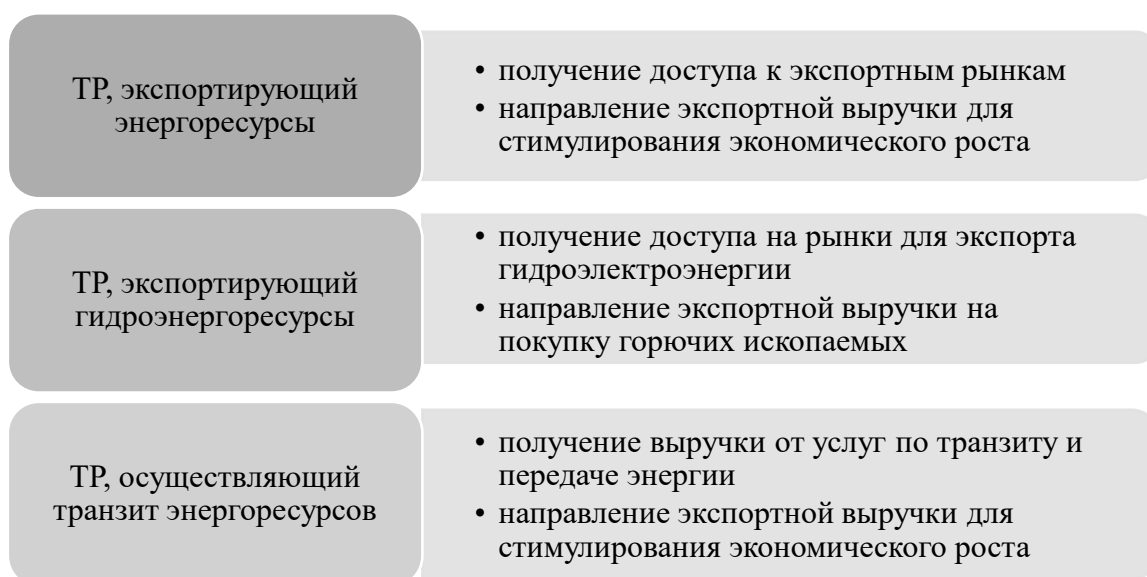 ТР, экспортирующий
энергоресурсы
• получение доступа к экспортным рынкам
• направление экспортной выручки для
стимулирования экономического роста
ТР, экспортирующий
гидроэнергоресурсы
• получение доступа на рынки для экспорта
гидроэлектроэнергии
• направление экспортной выручки на
покупку горючих ископаемых
ТР, осуществляющий
транзит энергоресурсов
• получение выручки от услуг по транзиту и
передаче энергии
• направление экспортной выручки для
стимулирования экономического роста